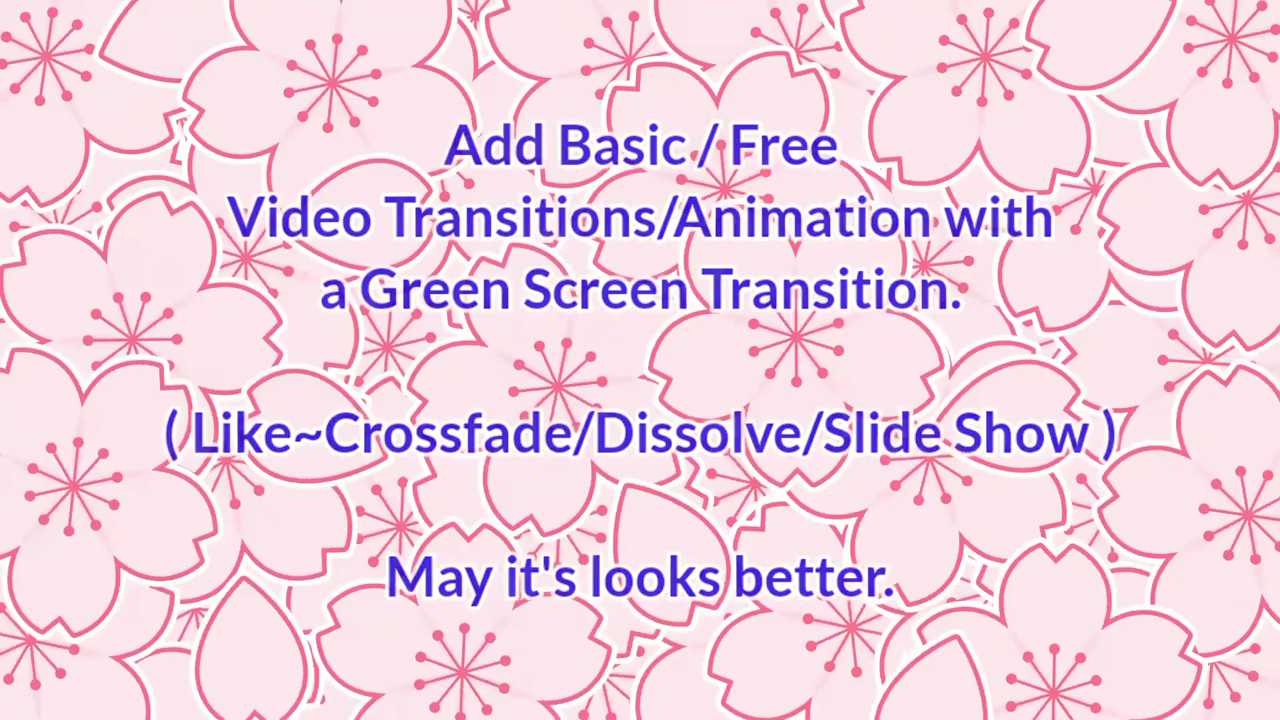 Add Basic / Free
Video Transitions/Animation with
a Green Screen Transition.
( Like~Crossfade/Dissolve/Slide Show )
May it's looks better.